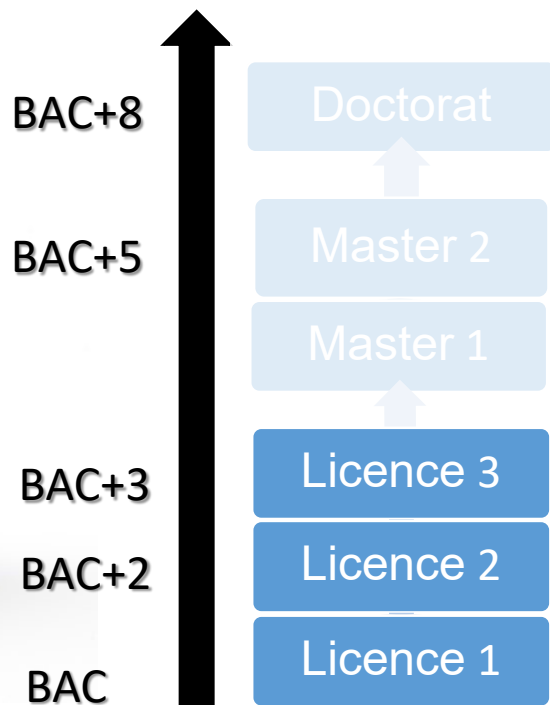 BAC+8
Doctorat
BAC+5
Master 2
Master 1
BAC+3
Licence 3
BAC+2
Licence 2
BAC
Licence 1